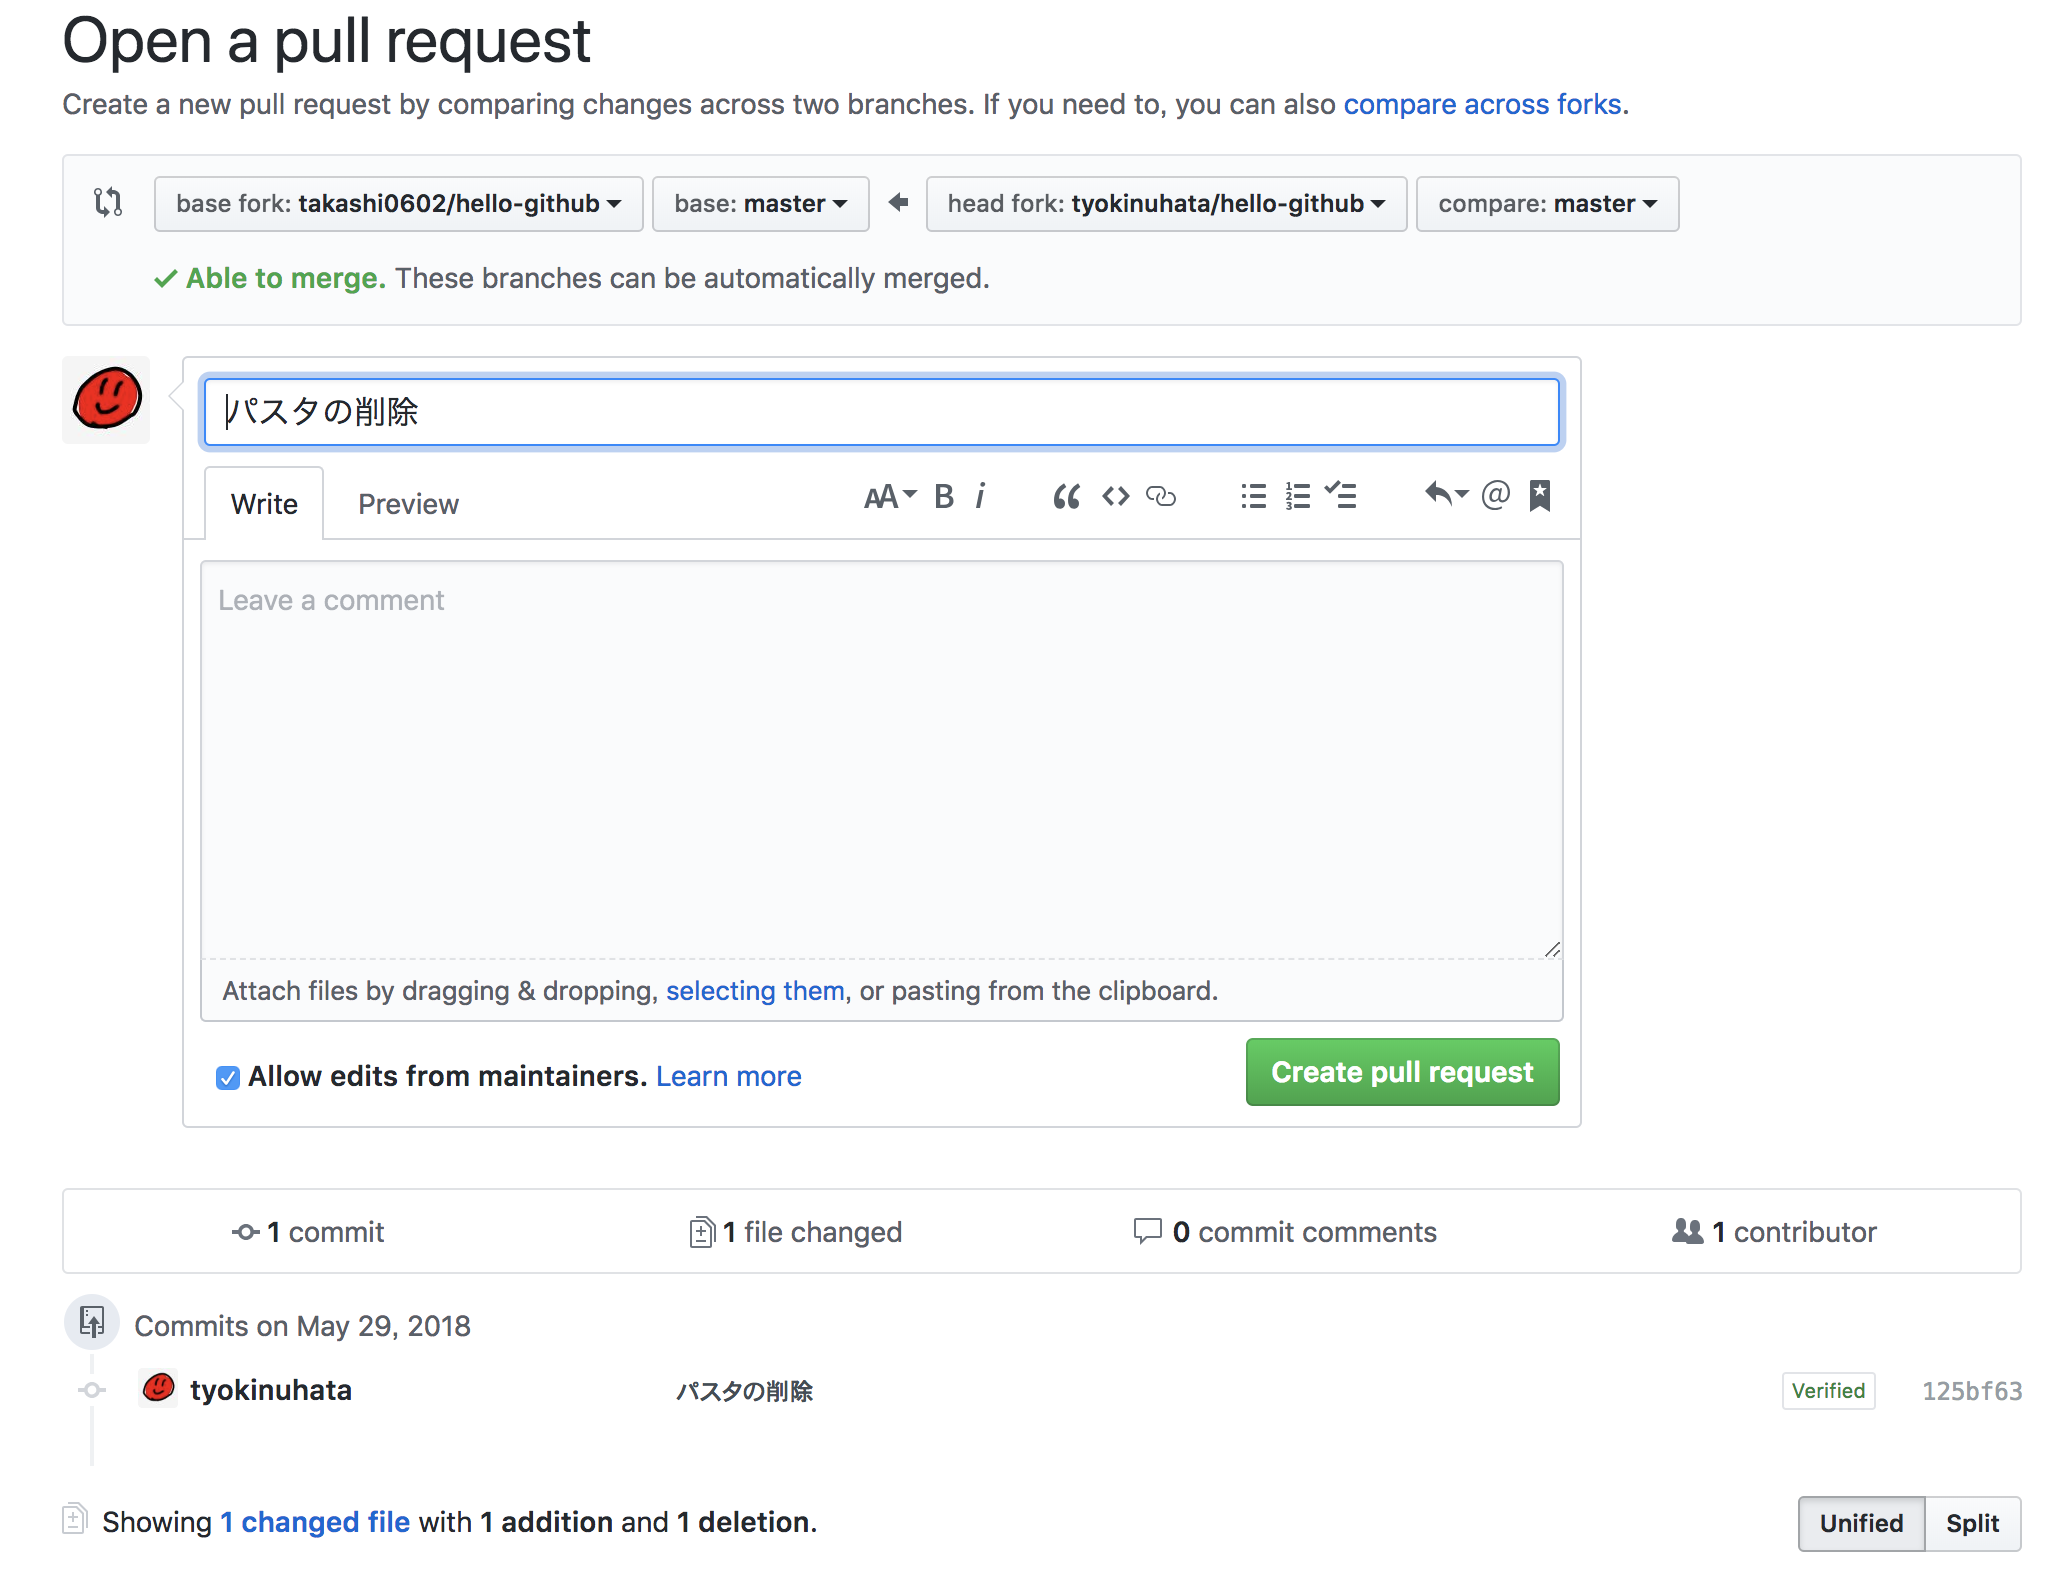 Open a pull request
Create a new pull request by comparing changes across two branches. If you need to, you can also compare across forks.
base fork: takashi0602/hello-github base: master head fork: tyokinuhata/hello-github compare: master
Able to merge. These branches can be automatically merged.
パスタの削除
Write Preview AA B i
Leave a comment
Attach files by dragging & dropping, selecting them, or pasting from the clipboard.
Allow edits from maintainers. Learn more Create pull request
1 commit 1 file changed 0 commit comments 1 contributor
Commits on May 29, 2018
tyokinuhata パスタの削除 Verified 125bf63
Showing 1 changed file with 1 addition and 1 deletion. Unified Split